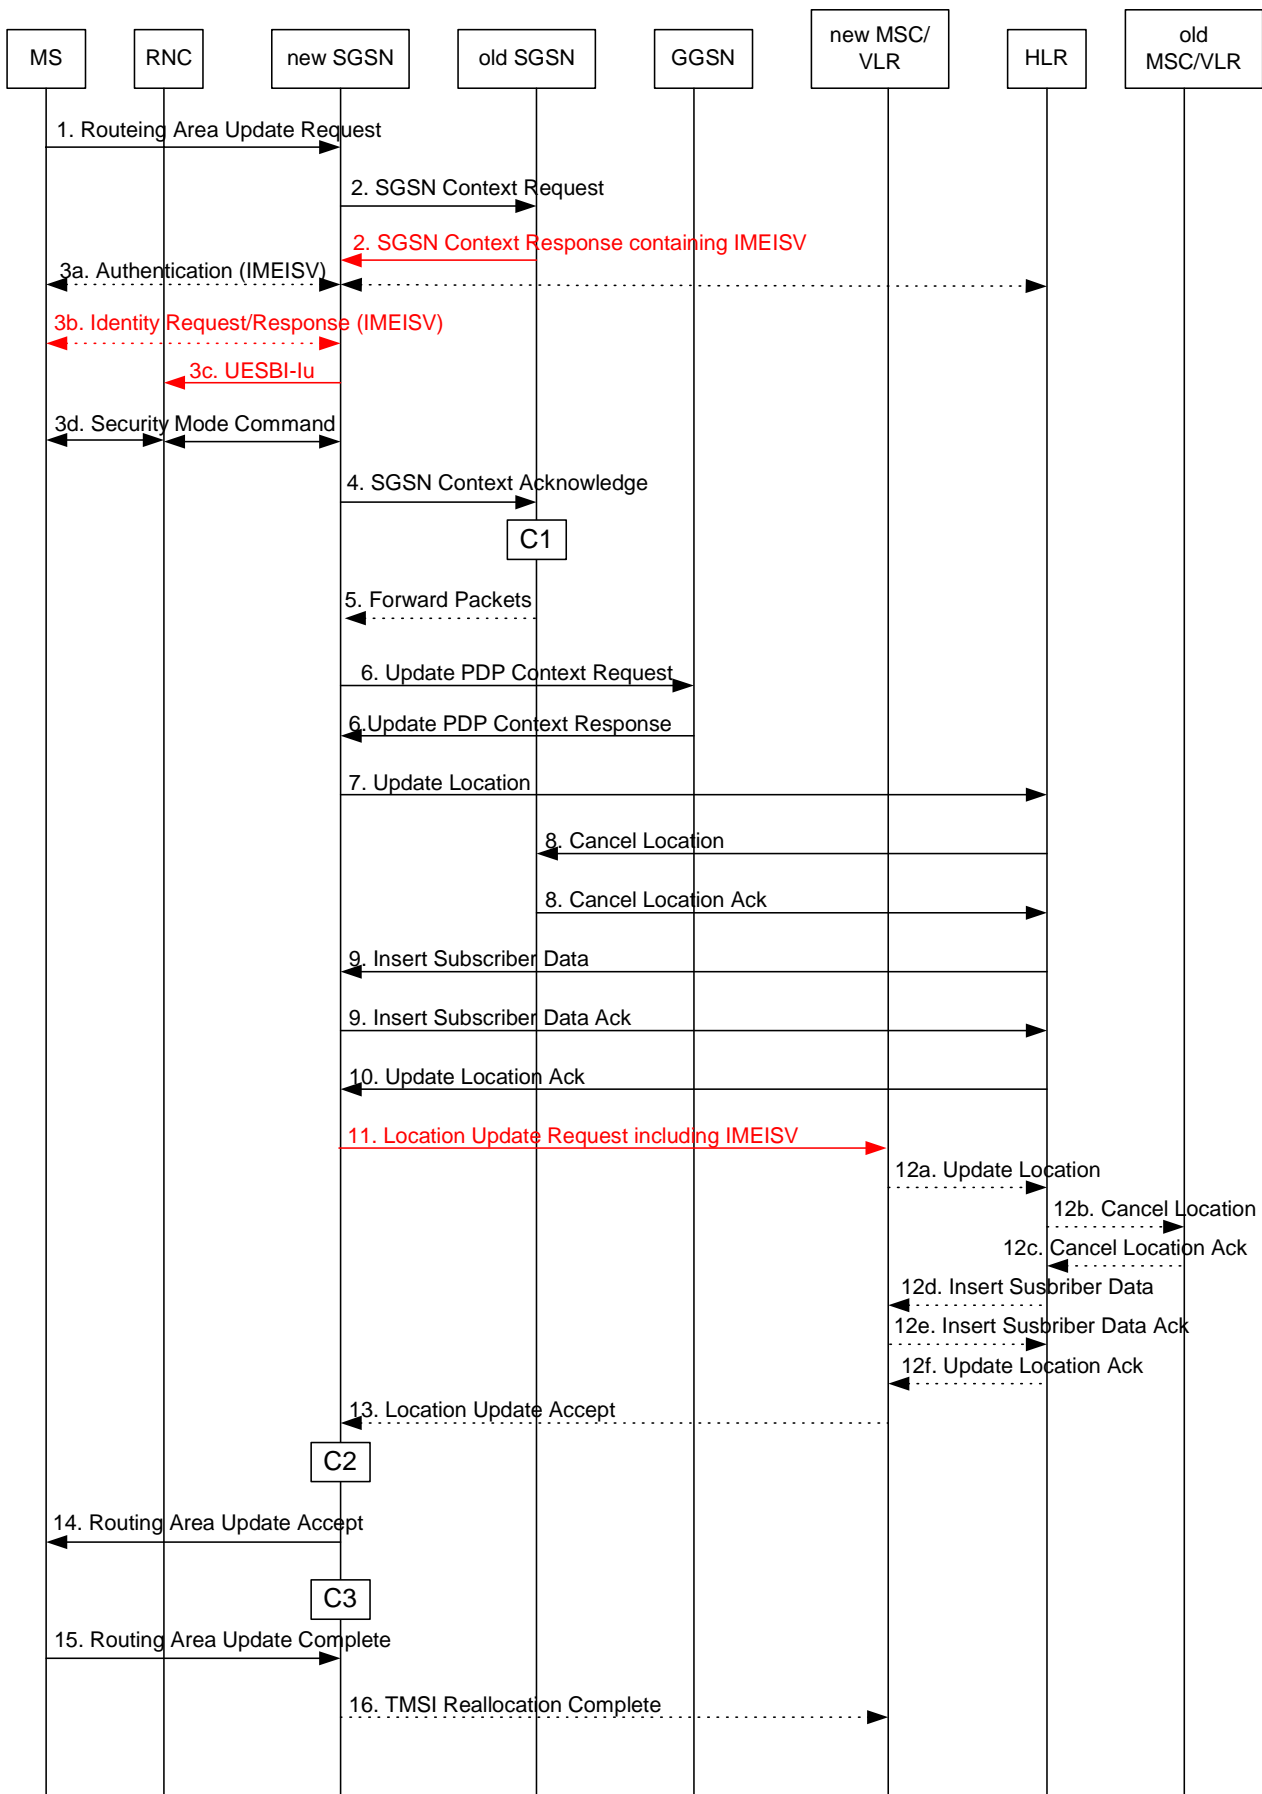 MS
RNC
new SGSN
old SGSN
GGSN
new MSC/
VLR
HLR
old
MSC/VLR
1. Routeing Area Update Request
2. SGSN Context Request
2. SGSN Context Response containing IMEISV
3a. Authentication (IMEISV)
3b. Identity Request/Response (IMEISV)
3c. UESBI-Iu
3d. Security Mode Command
4. SGSN Context Acknowledge
C1
5. Forward Packets
6. Update PDP Context Request
6.Update PDP Context Response
7. Update Location
8. Cancel Location
8. Cancel Location Ack
9. Insert Subscriber Data
9. Insert Subscriber Data Ack
10. Update Location Ack
11. Location Update Request including IMEISV
12a. Update Location
12b. Cancel Location
12c. Cancel Location Ack
12d. Insert Susbriber Data
12e. Insert Susbriber Data Ack
12f. Update Location Ack
13. Location Update Accept
C2
14. Routing Area Update Accept
C3
15. Routing Area Update Complete
16. TMSI Reallocation Complete